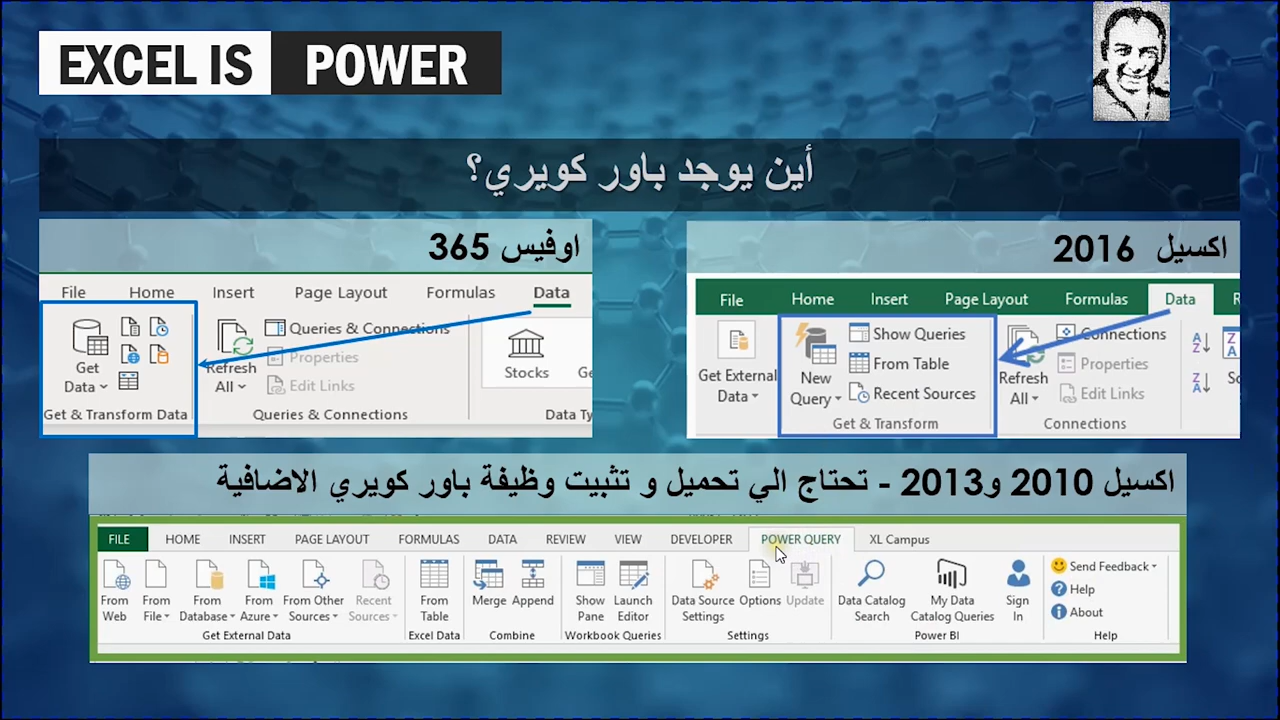 EXCEL IS POWER
أين يوجد باور كويري؟
اكسيل 2016
File Home Insert Page Layout Formulas Data R
Get External Data
New Query
Show Queries
From Table
Recent Sources
Get & Transform
Refresh All
Connections
Properties
Edit Links
Connections
اوفيس 365
File Home Insert Page Layout Formulas Data
Get Data
Get & Transform Data
Refresh All
Queries & Connections
Properties
Edit Links
Queries & Connections
Stocks
Ge
Data Ty
اكسيل 2010 و2013 - تحتاج الي تحميل و تثبيت وظيفة باور كويري الاضافية
FILE HOME INSERT PAGE LAYOUT FORMULAS DATA REVIEW VIEW DEVELOPER POWER QUERY XL Campus
From Web
From File
From Database
From Azure
From Other Sources
Recent Sources
Get External Data
From Table
Excel Data
Merge
Append
Combine
Show Pane
Launch Editor
Workbook Queries
Data Source Settings
Options
Update
Settings
Data Catalog Search
My Data Catalog Queries
Sign In
Power BI
Send Feedback
Help
About
Help